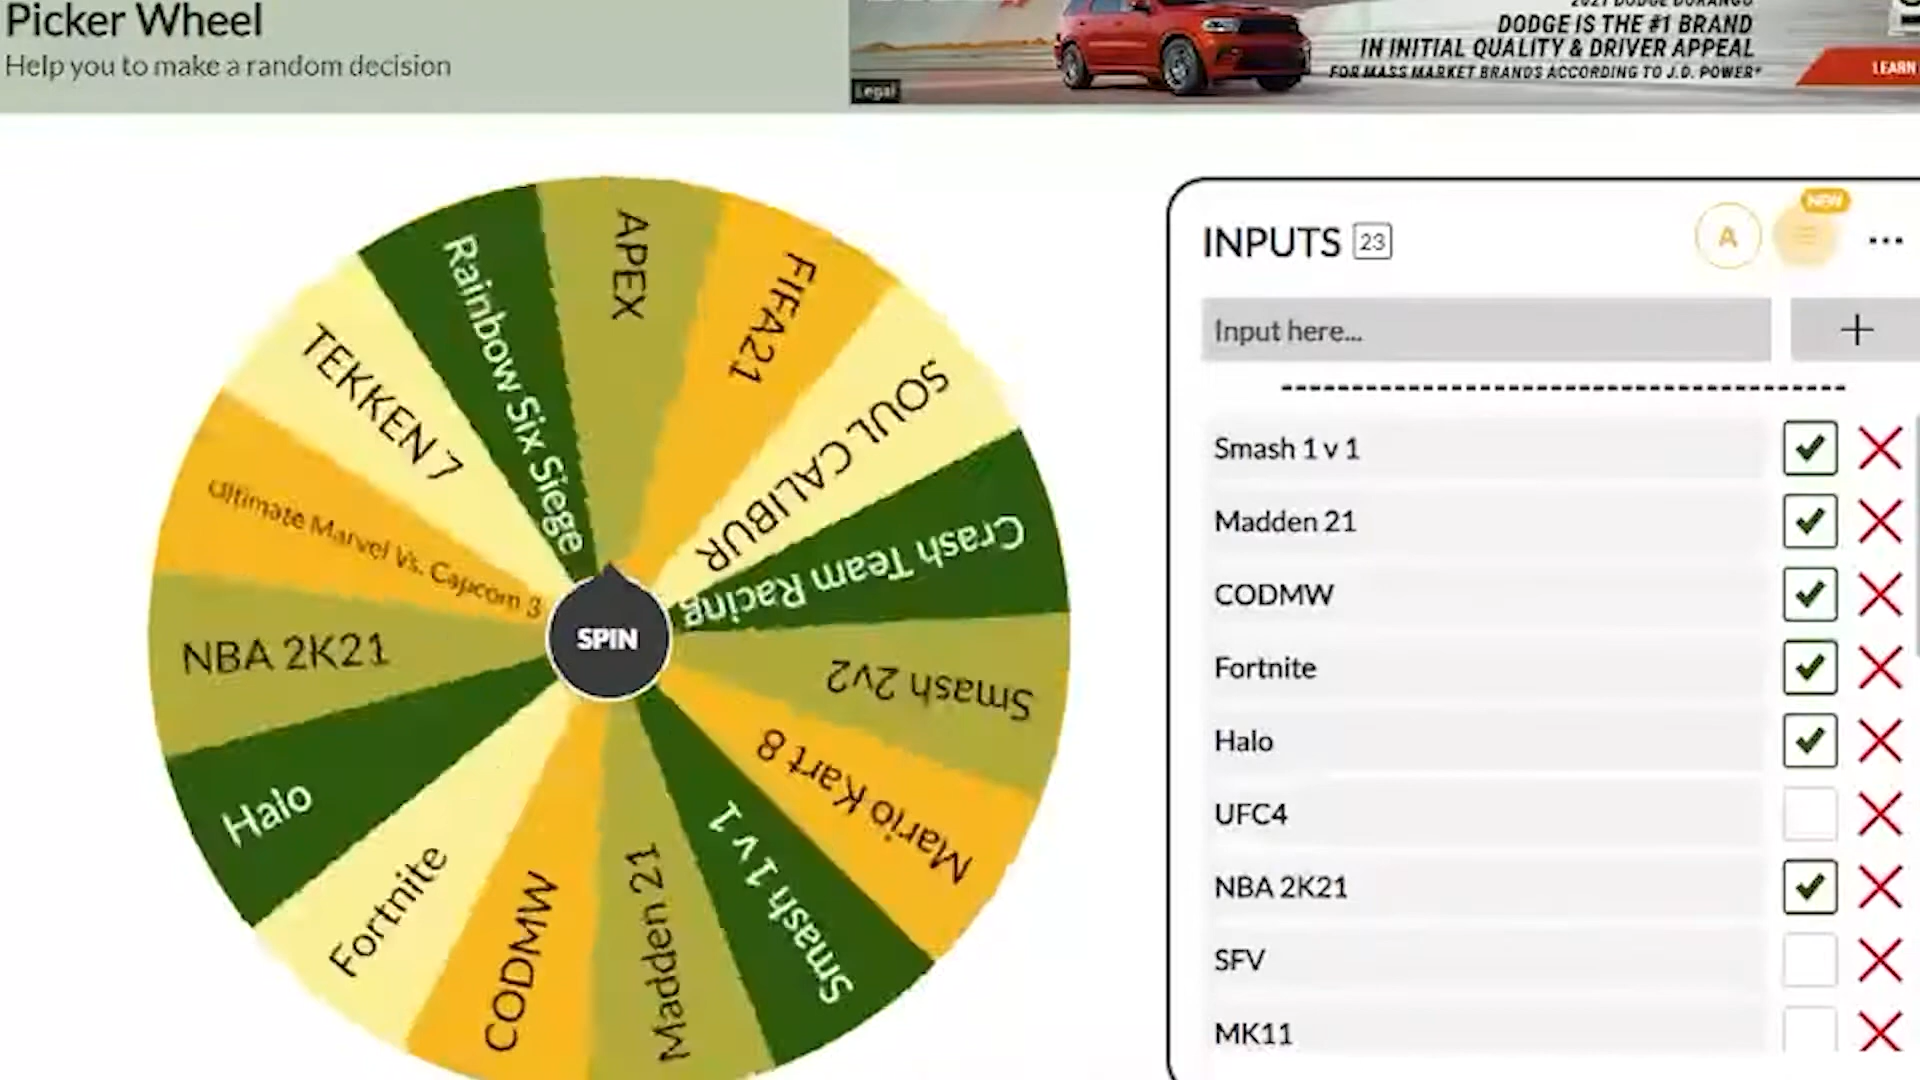 Picker Wheel
Help you to make a random decision
DODGE IS THE #1 BRAND
IN INITIAL QUALITY & DRIVER APPEAL
FOR MASS MARKET BRANDS ACCORDING TO J.D. POWER*
Legal
LEARN
APEX
FIFA21
SOUL CALIBUR
Crash Team Racing
Smash 2v2
Mario Kart 8
Smash 1 v 1
Madden 21
CODMW
Fortnite
Halo
NBA 2K21
Ultimate Marvel Vs. Capcom 3
TEKKEN 7
Rainbow Six Siege
SPIN
INPUTS 23
A
NEW
...
Input here...
+
Smash 1 v 1
Madden 21
CODMW
Fortnite
Halo
UFC4
NBA 2K21
SFV
MK11